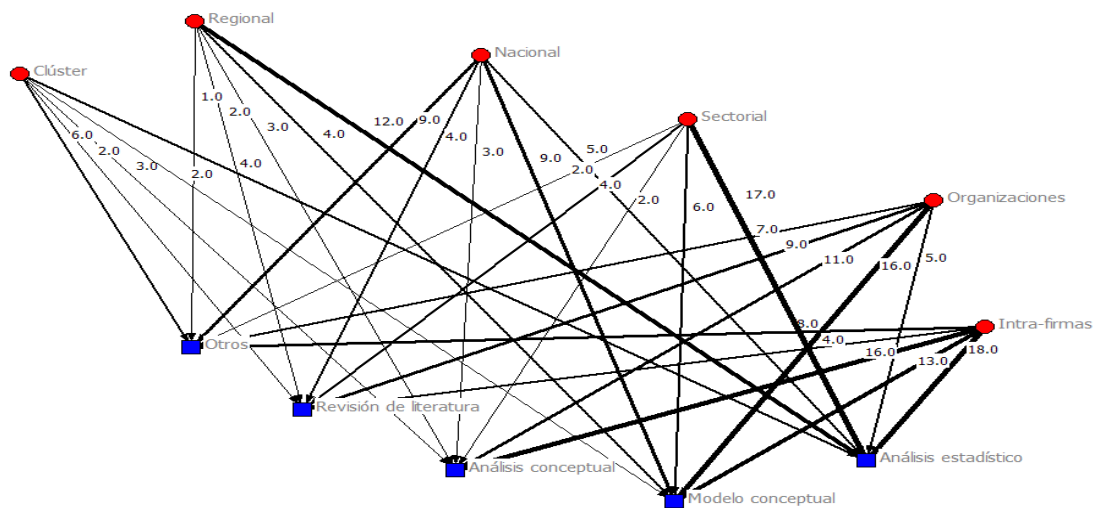 Regional
Nacional
Clúster
1.0
2.0
Sectorial
3.0
4.0
12.0
9.0
6.0
4.0
5.0
2.0
3.0
9.0
3.0
4.0
2.0
2.0
4.0
17.0
2.0
6.0
Organizaciones
7.0
9.0
11.0
16.0
5.0
8.0
Intra-firmas
4.0
Otros
16.0
13.0
18.0
Revisión de literatura
Análisis conceptual
Análisis estadístico
Modelo conceptual